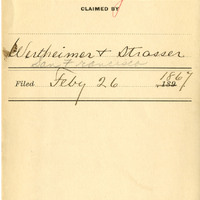 CLAIMED BY
Wertheimer & Strasser
San Francisco
Filed Feby 26 1867
189